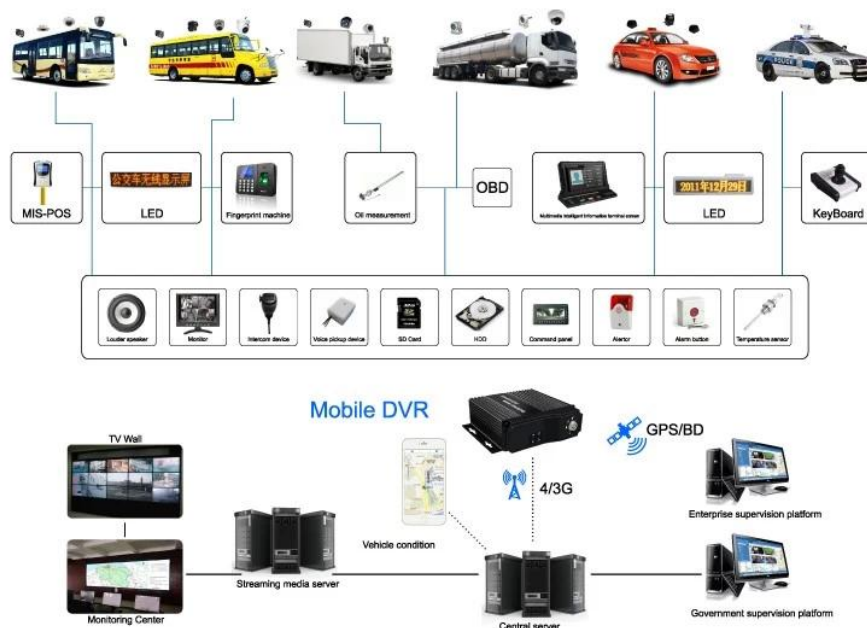 POLICE
公交车无线显示屏
2011年12月29日
MIS-POS
LED
Fingerprint machine
Oil measurement
OBD
Multimedia intelligent information terminal screen
LED
KeyBoard
Louder speaker
Monitor
Intercom device
Voice pickup device
SD Card
HDD
Command panel
Alertor
Alarm button
Temperature sensor
Mobile DVR
GPS/BD
TV Wall
4/3G
Enterprise supervision platform
Vehicle condition
Streaming media server
Monitoring Center
Central server
Government supervision platform